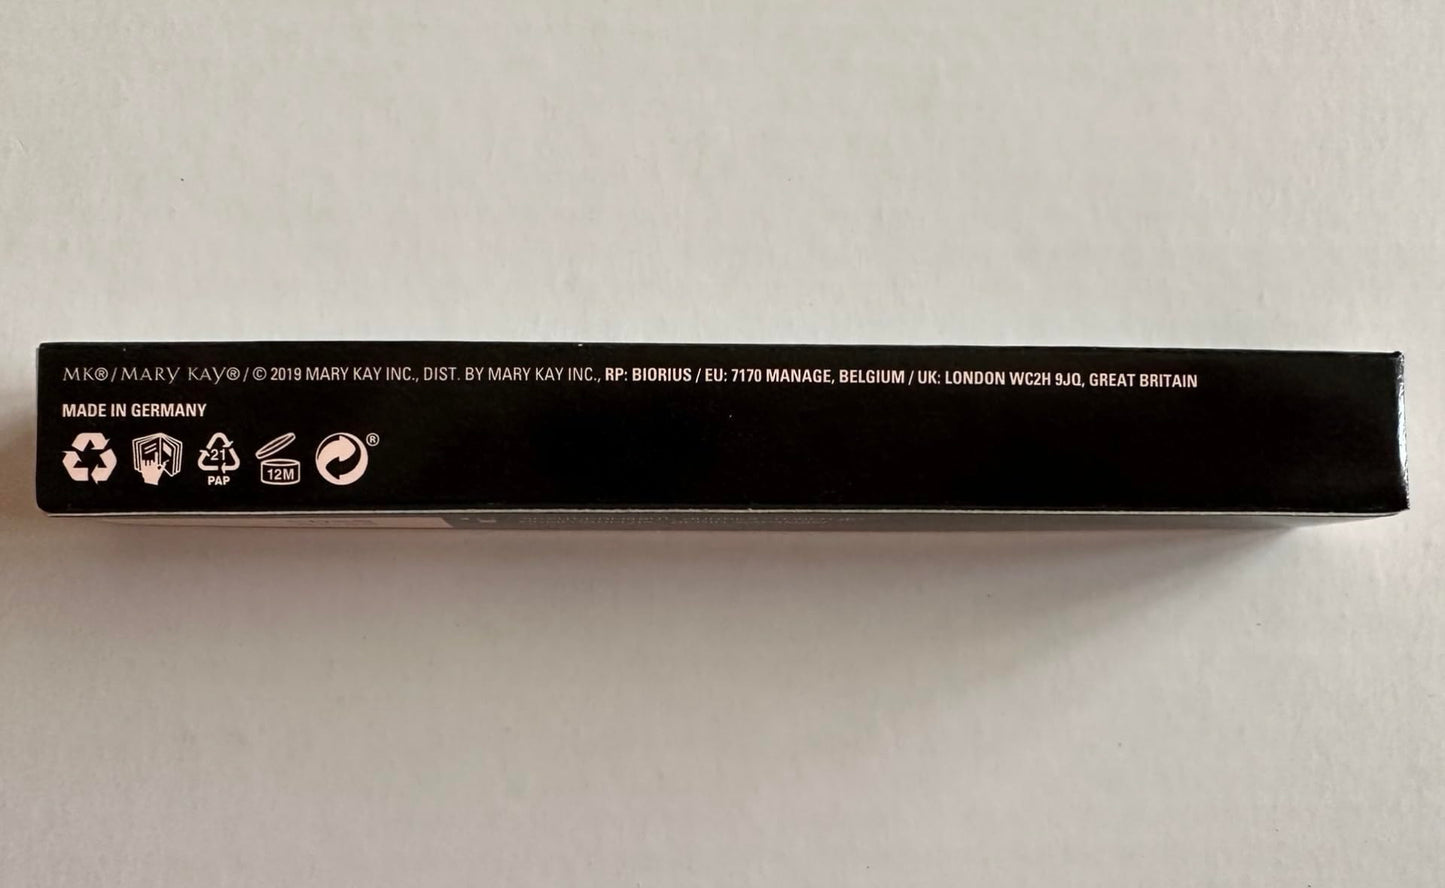 MK®/MARY KAY®/© 2019 MARY KAY INC., DIST. BY MARY KAY INC., RP: BIORIUS / EU: 7170 MANAGE, BELGIUM / UK: LONDON WC2H 9JQ, GREAT BRITAIN
MADE IN GERMANY
21 12M ®
PAP